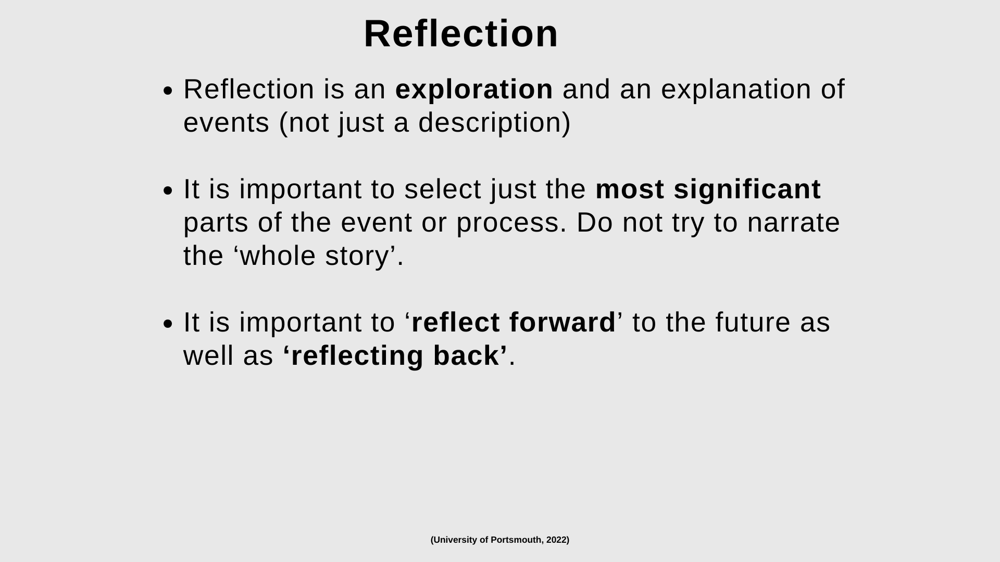 Reflection
• Reflection is an exploration and an explanation of
events (not just a description)
• It is important to select just the most significant
parts of the event or process. Do not try to narrate
the ‘whole story’.
• It is important to ‘reflect forward’ to the future as
well as ‘reflecting back’.
(University of Portsmouth, 2022)